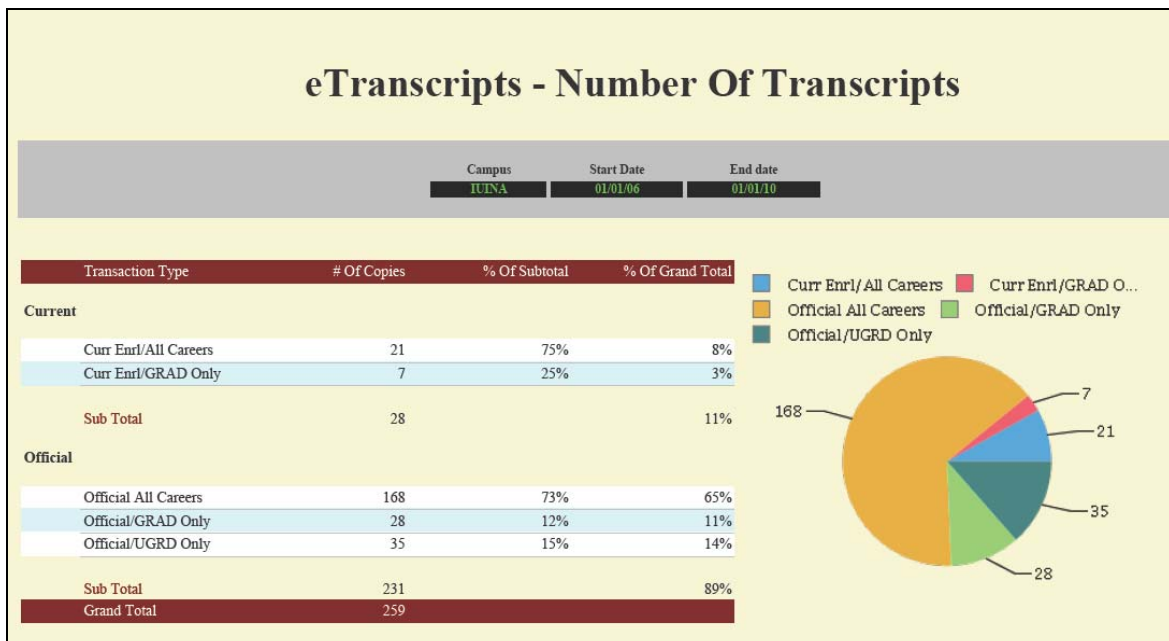 eTranscripts - Number Of Transcripts
Campus Start Date End date
IUINA 01/01/06 01/01/10
Transaction Type # Of Copies % Of Subtotal % Of Grand Total
Current
Curr Enrl/All Careers 21 75% 8%
Curr Enrl/GRAD Only 7 25% 3%
Sub Total 28 11%
Official
Official All Careers 168 73% 65%
Official/GRAD Only 28 12% 11%
Official/UGRD Only 35 15% 14%
Sub Total 231 89%
Grand Total 259
Curr Enrl/All Careers Curr Enrl/GRAD O...
Official All Careers Official/GRAD Only
Official/UGRD Only
7
168
21
35
28